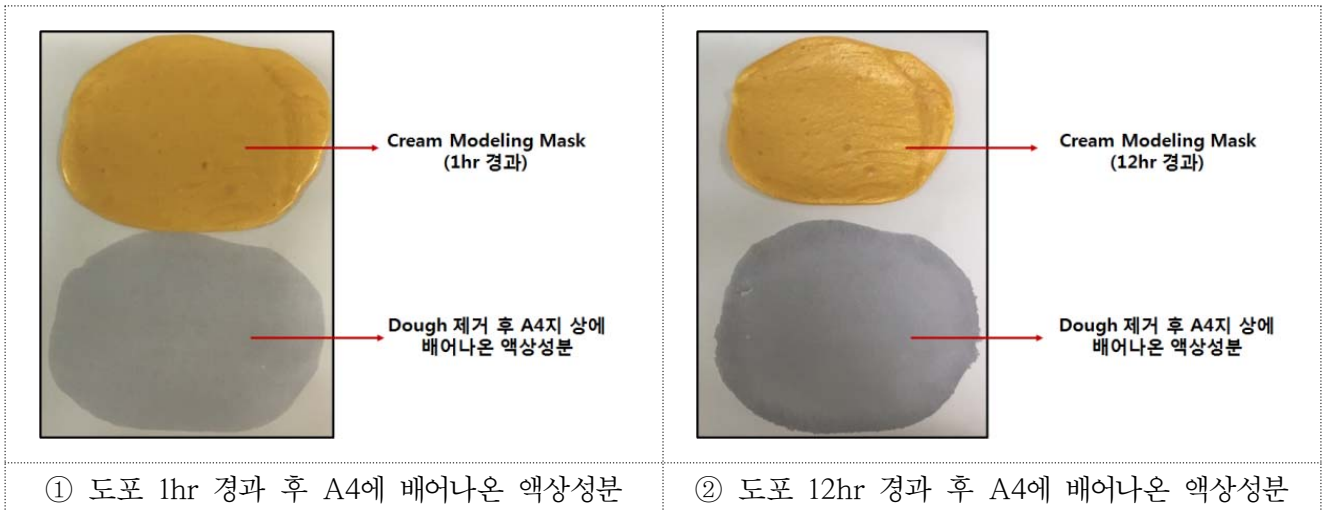 Cream Modeling Mask
(1hr 경과)
Dough 제거 후 A4지 상에
배어나온 액상성분
① 도포 1hr 경과 후 A4에 배어나온 액상성분
Cream Modeling Mask
(12hr 경과)
Dough 제거 후 A4지 상에
배어나온 액상성분
② 도포 12hr 경과 후 A4에 배어나온 액상성분